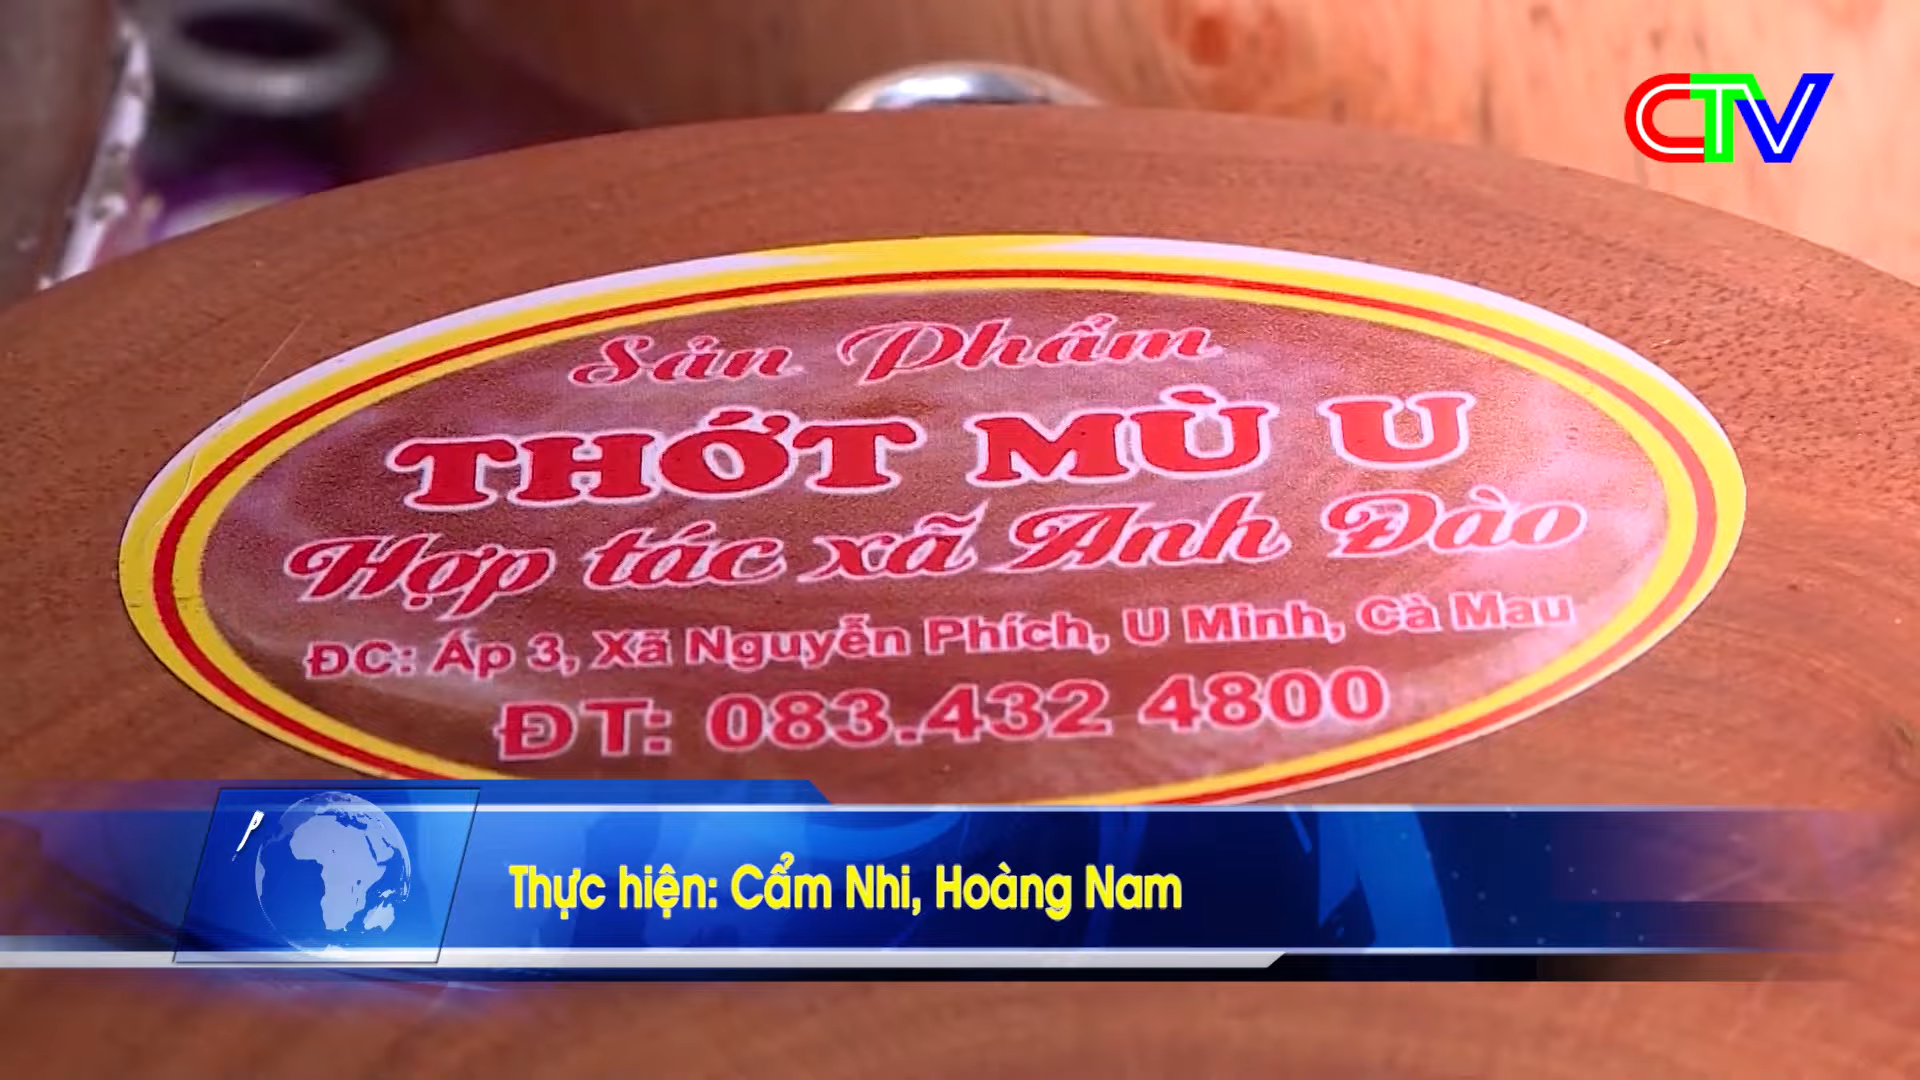 CTV
Sản Phẩm
THỚT MÙ U
Hợp tác xã Anh Đào
ĐC: Ấp 3, Xã Nguyễn Phích, U Minh, Cà Mau
ĐT: 083.432 4800
Thực hiện: Cẩm Nhi, Hoàng Nam